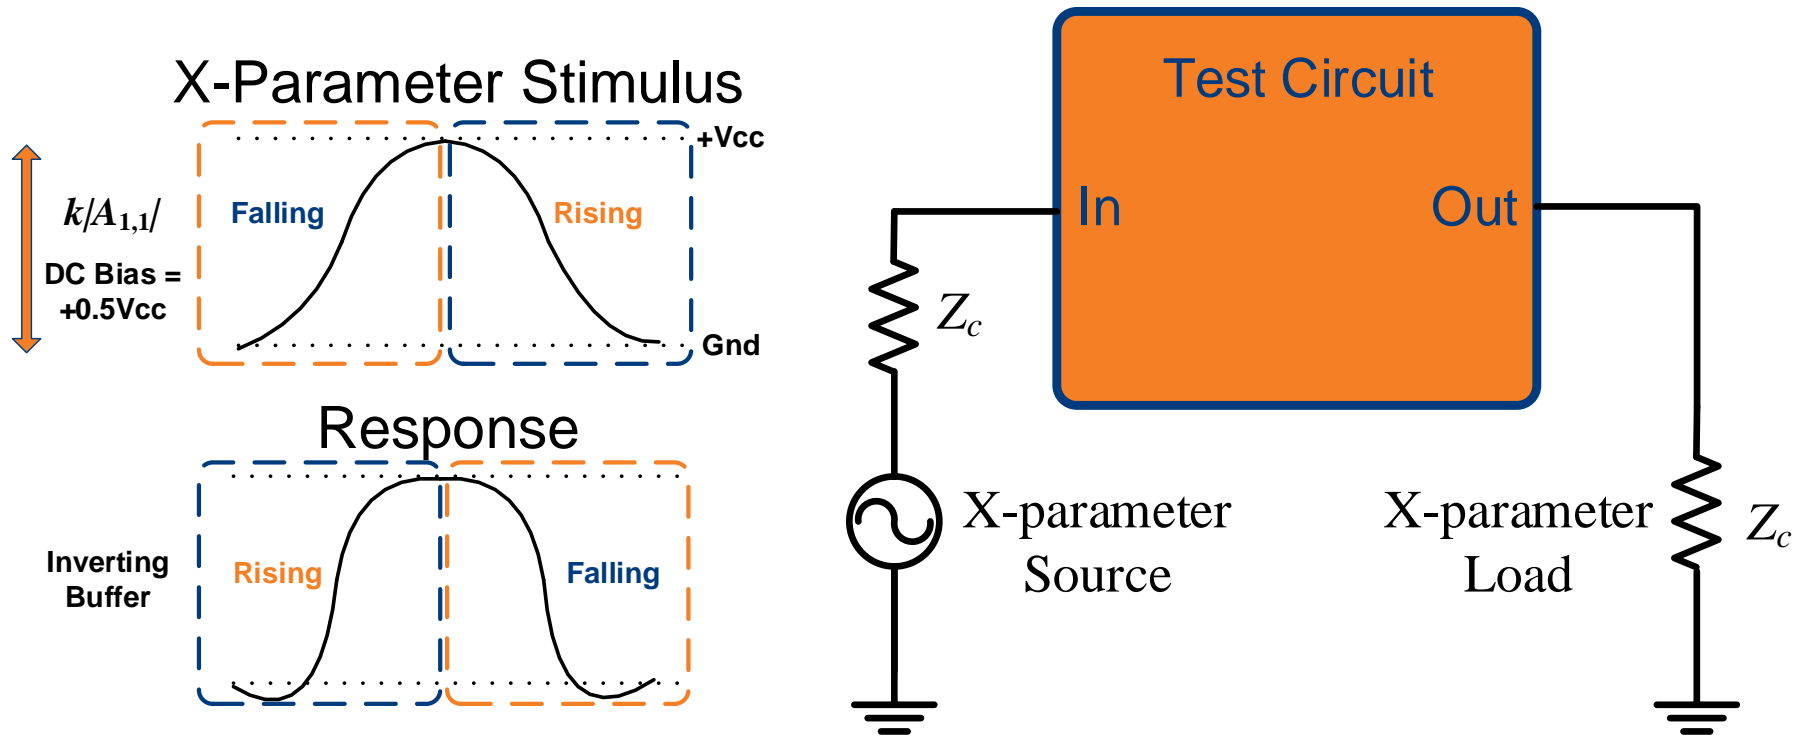 X-Parameter Stimulus
+Vcc
Falling
Rising
k|A1,1|
DC Bias =
+0.5Vcc
Gnd
Response
Inverting
Buffer
Rising
Falling
Test Circuit
In
Out
Zc
X-parameter
Source
X-parameter
Load
Zc